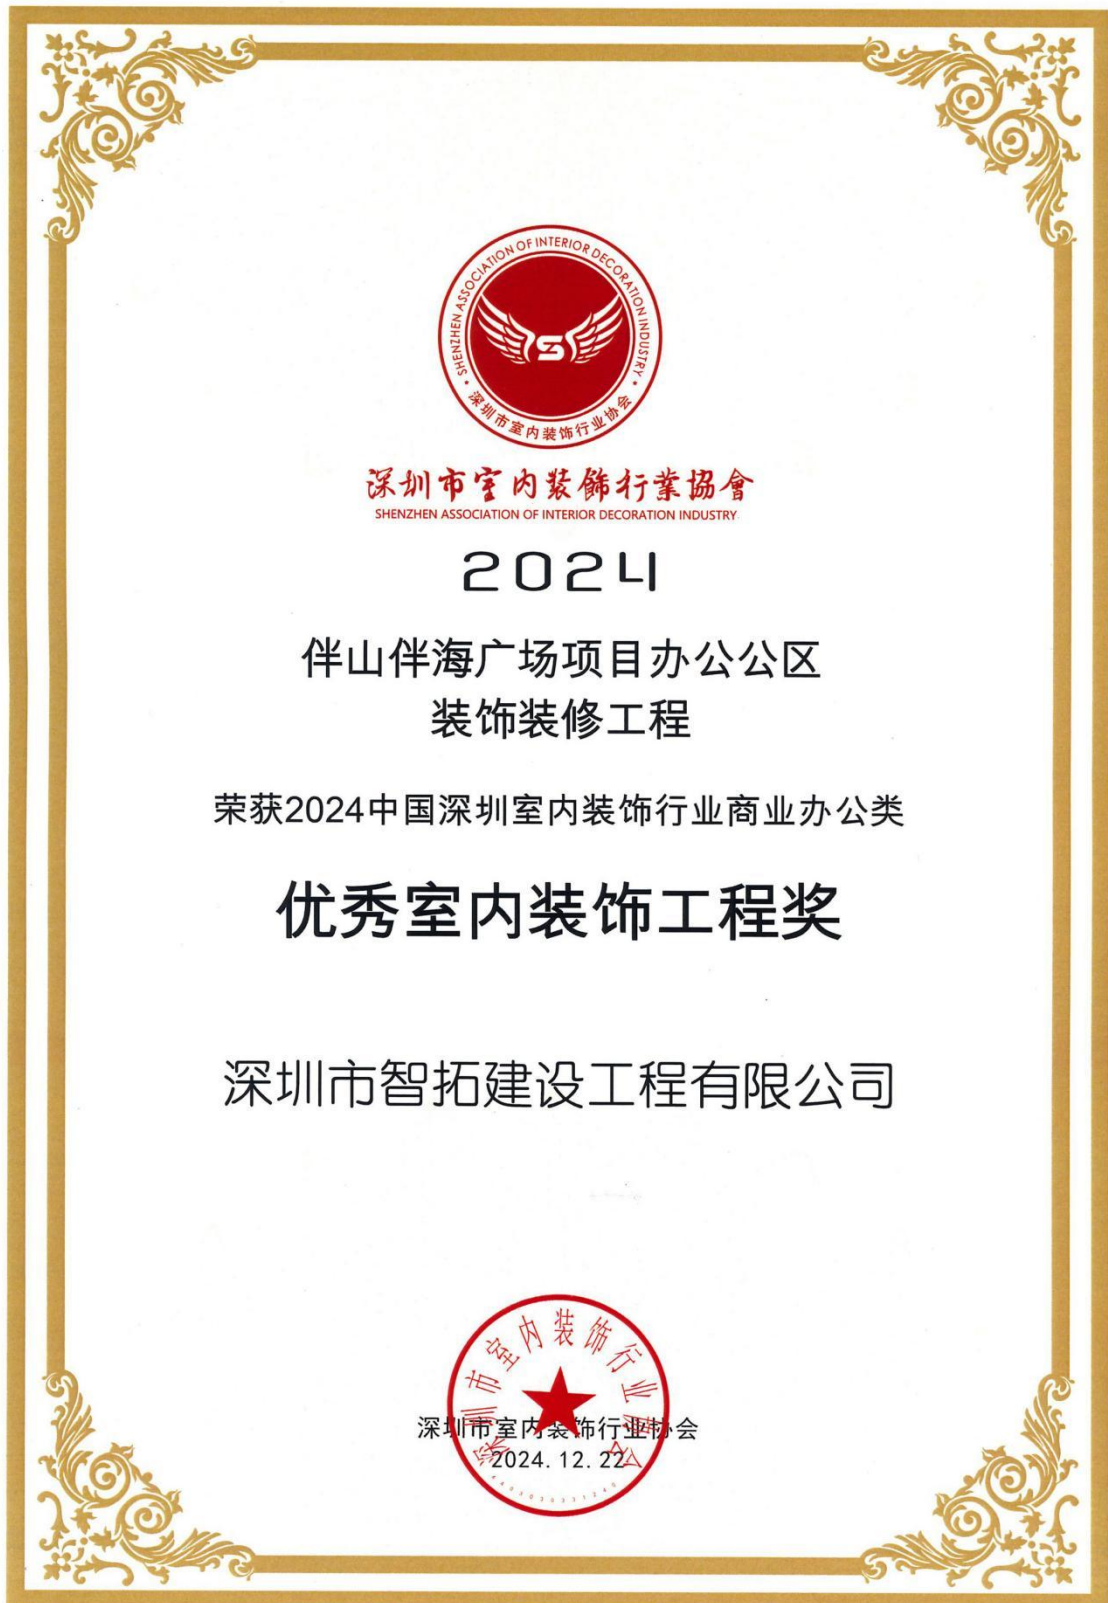 SHENZHEN ASSOCIATION OF INTERIOR DECORATION INDUSTRY
深圳市室内装饰行业协会
S
深圳市室内装飾行業協會
SHENZHEN ASSOCIATION OF INTERIOR DECORATION INDUSTRY
2024
伴山伴海广场项目办公公区
装饰装修工程
荣获2024中国深圳室内装饰行业商业办公类
优秀室内装饰工程奖
深圳市智拓建设工程有限公司
深圳市室内装饰行业协会
深圳市室内装饰行业协会
2024.12.22